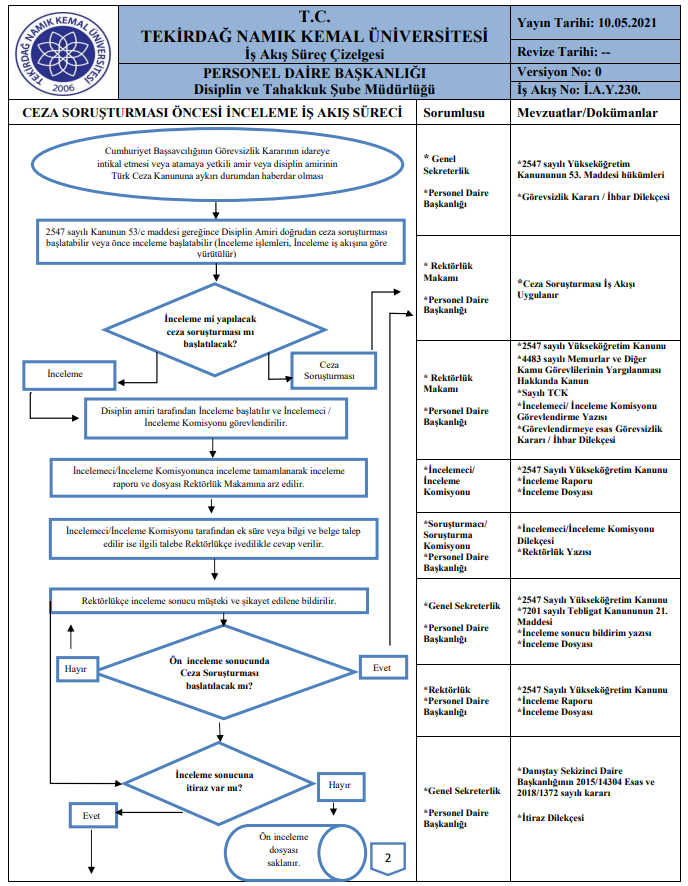 TEKİRDAĞ NAMIK KEMAL ÜNİVERSİTESİ
2006
T.C.
TEKİRDAĞ NAMIK KEMAL ÜNİVERSİTESİ
İş Akış Süreç Çizelgesi
PERSONEL DAİRE BAŞKANLIĞI
Disiplin ve Tahakkuk Şube Müdürlüğü
Yayın Tarihi: 10.05.2021
Revize Tarihi: --
Versiyon No: 0
İş Akış No: İ.A.Y.230.
CEZA SORUŞTURMASI ÖNCESİ İNCELEME İŞ AKIŞ SÜRECİ
Sorumlusu
Mevzuatlar/Dokümanlar
Cumhuriyet Başsavcılığının Görevsizlik Kararının idareye
intikal etmesi veya atamaya yetkili amir veya disiplin amirinin
Türk Ceza Kanununa aykırı durumdan haberdar olması
* Genel
Sekreterlik
*Personel Daire
Başkanlığı
*2547 sayılı Yükseköğretim
Kanununun 53. Maddesi hükümleri
*Görevsizlik Kararı / İhbar Dilekçesi
2547 sayılı Kanunun 53/c maddesi gereğince Disiplin Amiri doğrudan ceza soruşturması
başlatabilir veya önce inceleme başlatabilir (İnceleme işlemleri, İnceleme iş akışına göre
yürütülür)
İnceleme mi yapılacak
ceza soruşturması mı
başlatılacak?
* Rektörlük
Makamı
*Personel Daire
Başkanlığı
*Ceza Soruşturması İş Akışı
Uygulanır
İnceleme
Ceza
Soruşturması
Disiplin amiri tarafından İnceleme başlatılır ve İncelemeci /
İnceleme Komisyonu görevlendirilir.
* Rektörlük
Makamı
*Personel Daire
Başkanlığı
*2547 sayılı Yükseköğretim Kanunu
*4483 sayılı Memurlar ve Diğer
Kamu Görevlilerinin Yargılanması
Hakkında Kanun
*Sayılı TCK
*İncelemeci/ İnceleme Komisyonu
Görevlendirme Yazısı
*Görevlendirmeye esas Görevsizlik
Kararı / İhbar Dilekçesi
İncelemeci/İnceleme Komisyonunca inceleme tamamlanarak inceleme
raporu ve dosyası Rektörlük Makamına arz edilir.
*İncelemeci/
İnceleme
Komisyonu
*2547 Sayılı Yükseköğretim Kanunu
*İnceleme Raporu
*İnceleme Dosyası
İncelemeci/İnceleme Komisyonu tarafından ek süre veya bilgi ve belge talep
edilir ise ilgili talebe Rektörlükçe ivedilikle cevap verilir.
*Soruşturmacı/
Soruşturma
Komisyonu
*Personel Daire
Başkanlığı
*İncelemeci/İnceleme Komisyonu
Dilekçesi
*Rektörlük Yazısı
Rektörlükçe inceleme sonucu müşteki ve şikayet edilene bildirilir.
*Genel Sekreterlik
*Personel Daire
Başkanlığı
*2547 Sayılı Yükseköğretim Kanunu
*7201 sayılı Tebligat Kanununun 21.
Maddesi
*İnceleme sonucu bildirim yazısı
*İnceleme Dosyası
Hayır
Ön inceleme sonucunda
Ceza Soruşturması
başlatılacak mı?
Evet
*Rektörlük
*Personel Daire
Başkanlığı
*2547 Sayılı Yükseköğretim Kanunu
*İnceleme Raporu
*İnceleme Dosyası
İnceleme sonucuna
itiraz var mı?
Hayır
Evet
*Genel Sekreterlik
*Personel Daire
Başkanlığı
*Danıştay Sekizinci Daire
Başkanlığının 2015/14304 Esas ve
2018/1372 sayılı kararı
*İtiraz Dilekçesi
Ön inceleme
dosyası
saklanır.
2